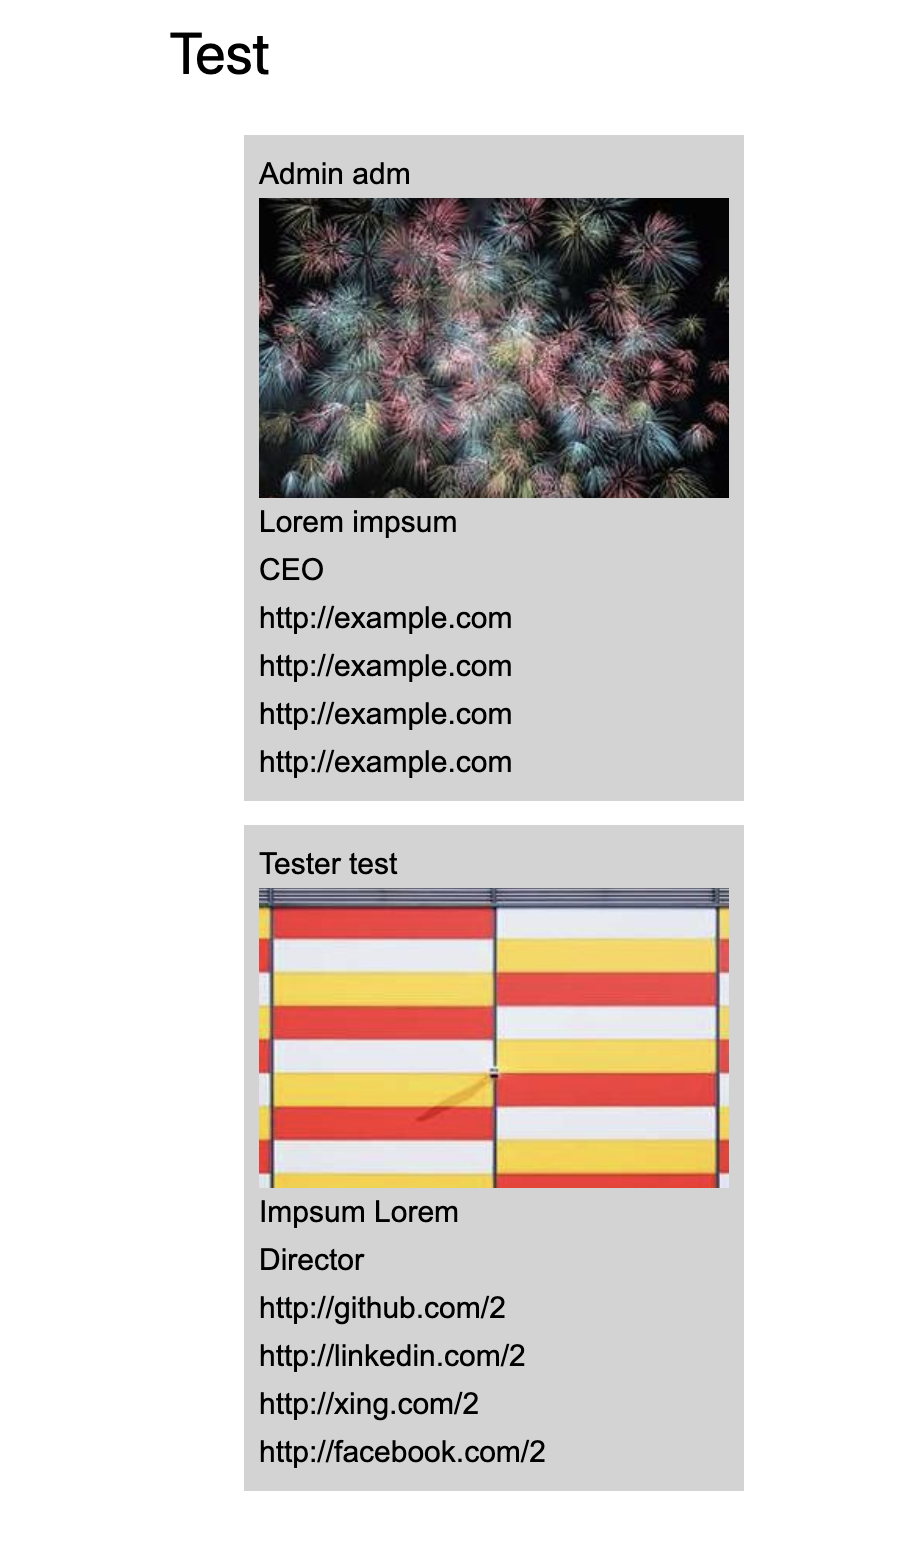 Test
Admin adm
Lorem impsum
CEO
http://example.com
http://example.com
http://example.com
http://example.com
Tester test
Impsum Lorem
Director
http://github.com/2
http://linkedin.com/2
http://xing.com/2
http://facebook.com/2